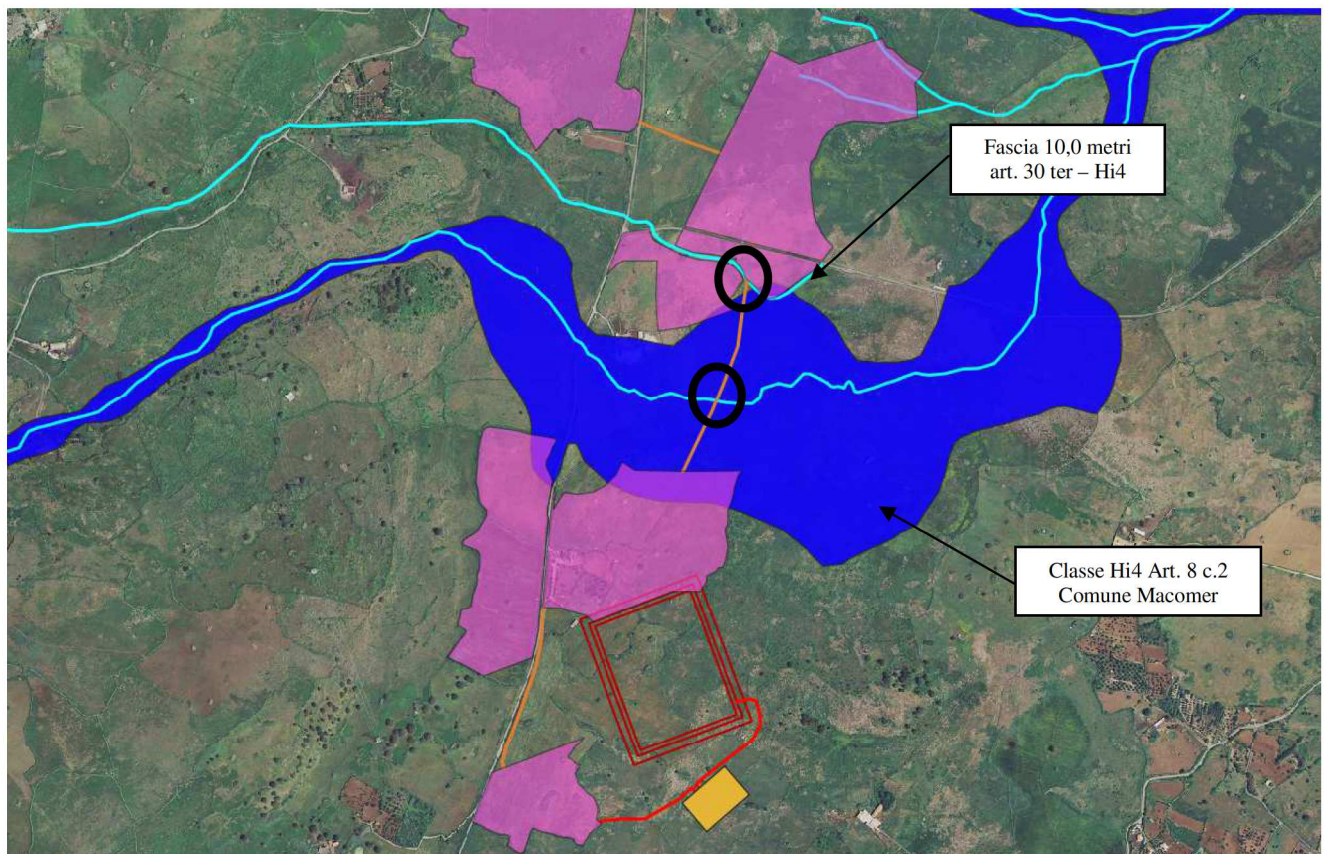 Fascia 10,0 metri
art. 30 ter – Hi4
Classe Hi4 Art. 8 c.2
Comune Macomer